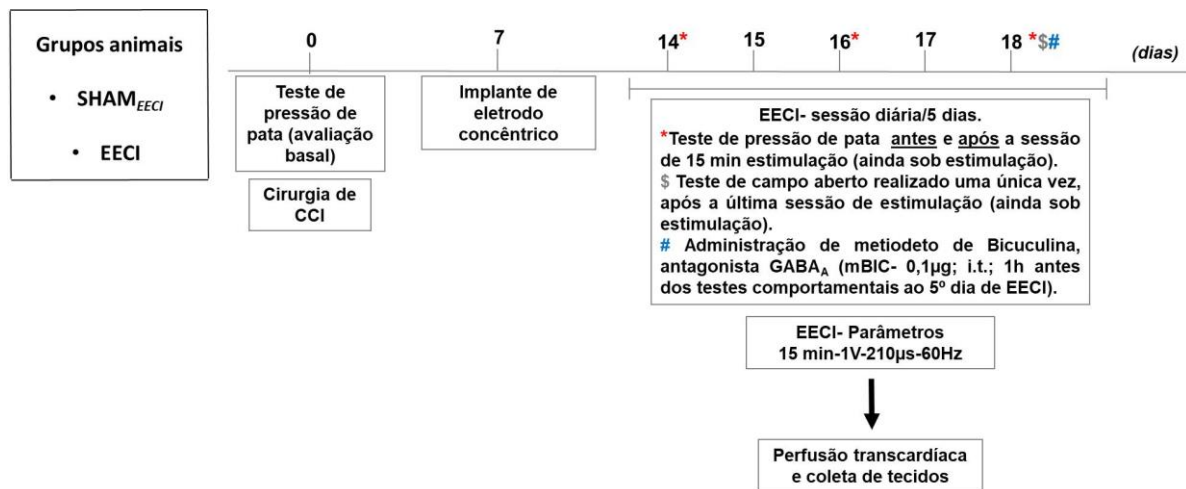 Grupos animais
• SHAM_EECI
• EECI
0
7
14*
15
16*
17
18 *$#
(dias)
Teste de
pressão de
pata (avaliação
basal)
Cirurgia de
CCI
Implante de
eletrodo
concêntrico
EECI- sessão diária/5 dias.
*Teste de pressão de pata antes e após a sessão
de 15 min estimulação (ainda sob estimulação).
$ Teste de campo aberto realizado uma única vez,
após a última sessão de estimulação (ainda sob
estimulação).
# Administração de metiodeto de Bicuculina,
antagonista GABA_A (mBIC- 0,1µg; i.t.; 1h antes
dos testes comportamentais ao 5º dia de EECI).
EECI- Parâmetros
15 min-1V-210µs-60Hz
Perfusão transcardíaca
e coleta de tecidos